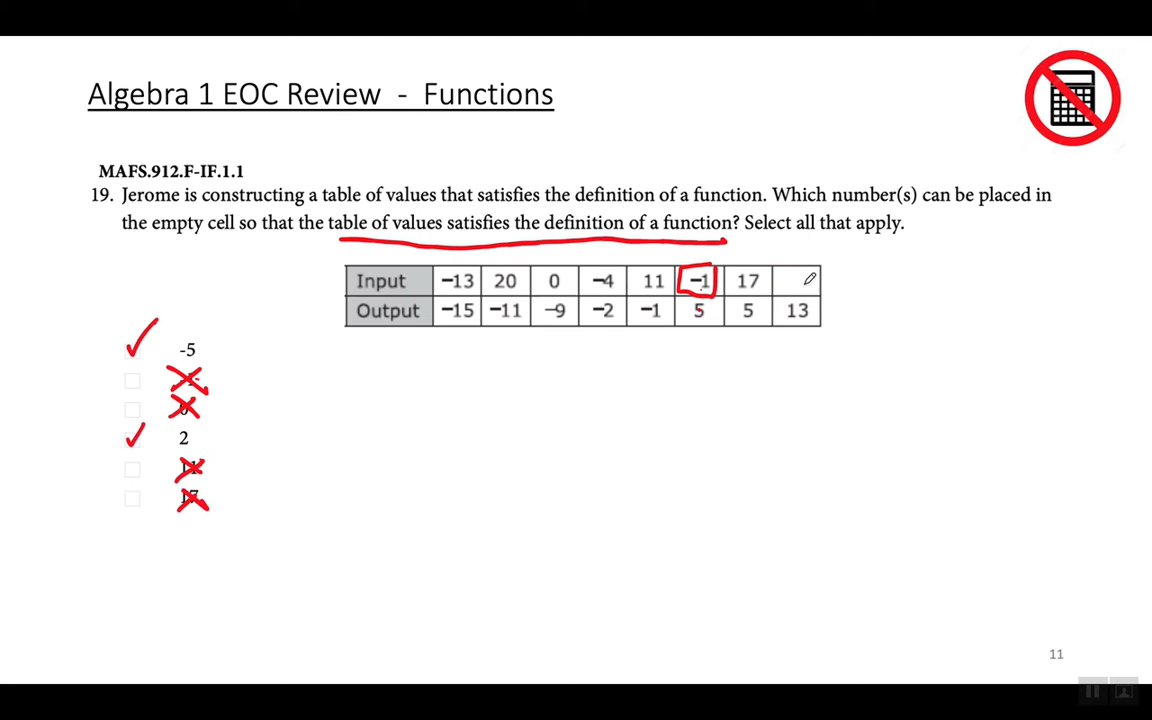 Algebra 1 EOC Review - Functions
MAFS.912.F-IF.1.1
19. Jerome is constructing a table of values that satisfies the definition of a function. Which number(s) can be placed in
the empty cell so that the table of values satisfies the definition of a function? Select all that apply.
Input −13 20 0 −4 11 −1 17
Output −15 −11 −9 −2 −1 5 5 13
-5
2
11
17
11